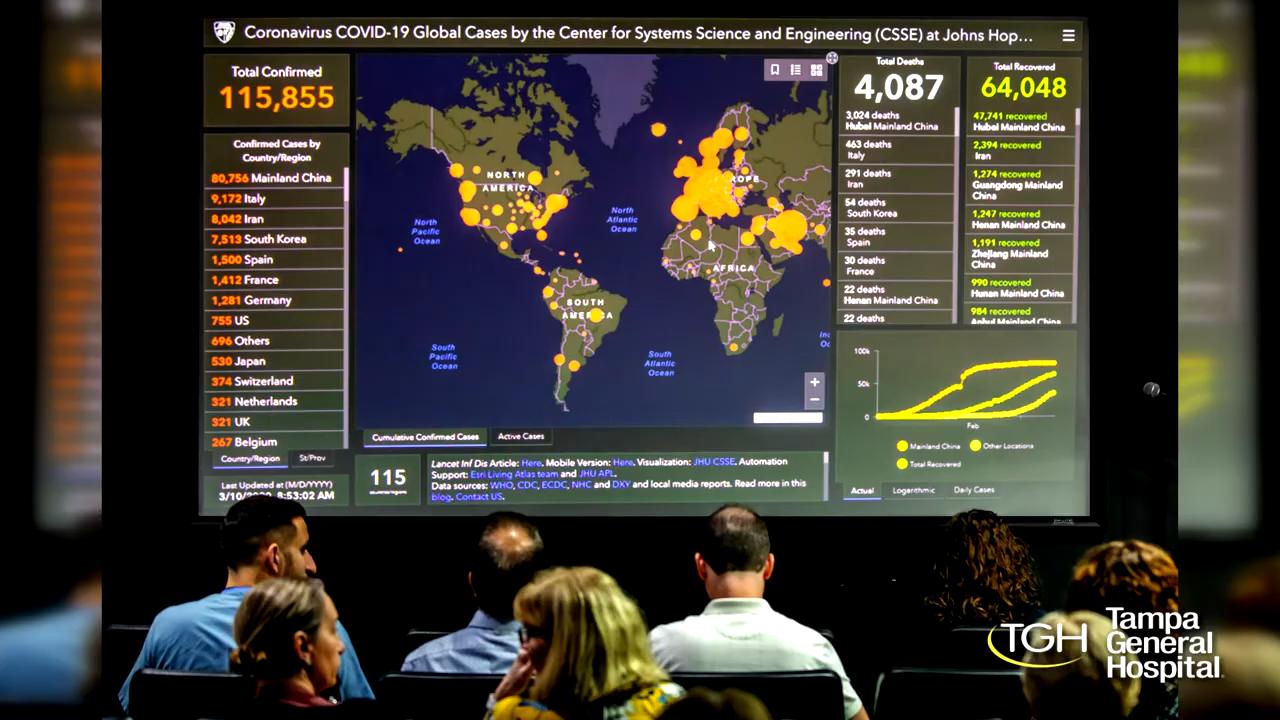 Coronavirus COVID-19 Global Cases by the Center for Systems Science and Engineering (CSSE) at Johns Hop...
Total Confirmed
115,855
Confirmed Cases by
Country/Region
80,756 Mainland China
9,172 Italy
8,042 Iran
7,513 South Korea
1,500 Spain
1,412 France
1,281 Germany
755 US
696 Others
530 Japan
374 Switzerland
321 Netherlands
321 UK
267 Belgium
Country/Region
St/Prov
Last Updated at (M/D/YYYY)
3/10/2020, 8:53:02 AM
NORTH
AMERICA
North
Pacific
Ocean
North
Atlantic
Ocean
AFRICA
SOUTH
AMERICA
South
Pacific
Ocean
South
Atlantic
Ocean
+
−
Cumulative Confirmed Cases
Active Cases
115
Lancet Inf Dis Article: Here. Mobile Version: Here. Visualization: JHU CSSE. Automation
Support: Esri Living Atlas team and JHU APL.
Data sources: WHO, CDC, ECDC, NHC and DXY and local media reports. Read more in this
blog. Contact US.
Total Deaths
4,087
3,024 deaths
Hubei Mainland China
463 deaths
Italy
291 deaths
Iran
54 deaths
South Korea
35 deaths
Spain
30 deaths
France
22 deaths
Henan Mainland China
22 deaths
Total Recovered
64,048
47,741 recovered
Hubei Mainland China
2,394 recovered
Iran
1,274 recovered
Guangdong Mainland
China
1,247 recovered
Henan Mainland China
1,191 recovered
Zhejiang Mainland
China
990 recovered
Hunan Mainland China
984 recovered
Anhui Mainland China
100k
50k
0
Feb
Mainland China
Other Locations
Total Recovered
Actual
Logarithmic
Daily Cases
TGH
Tampa
General
Hospital